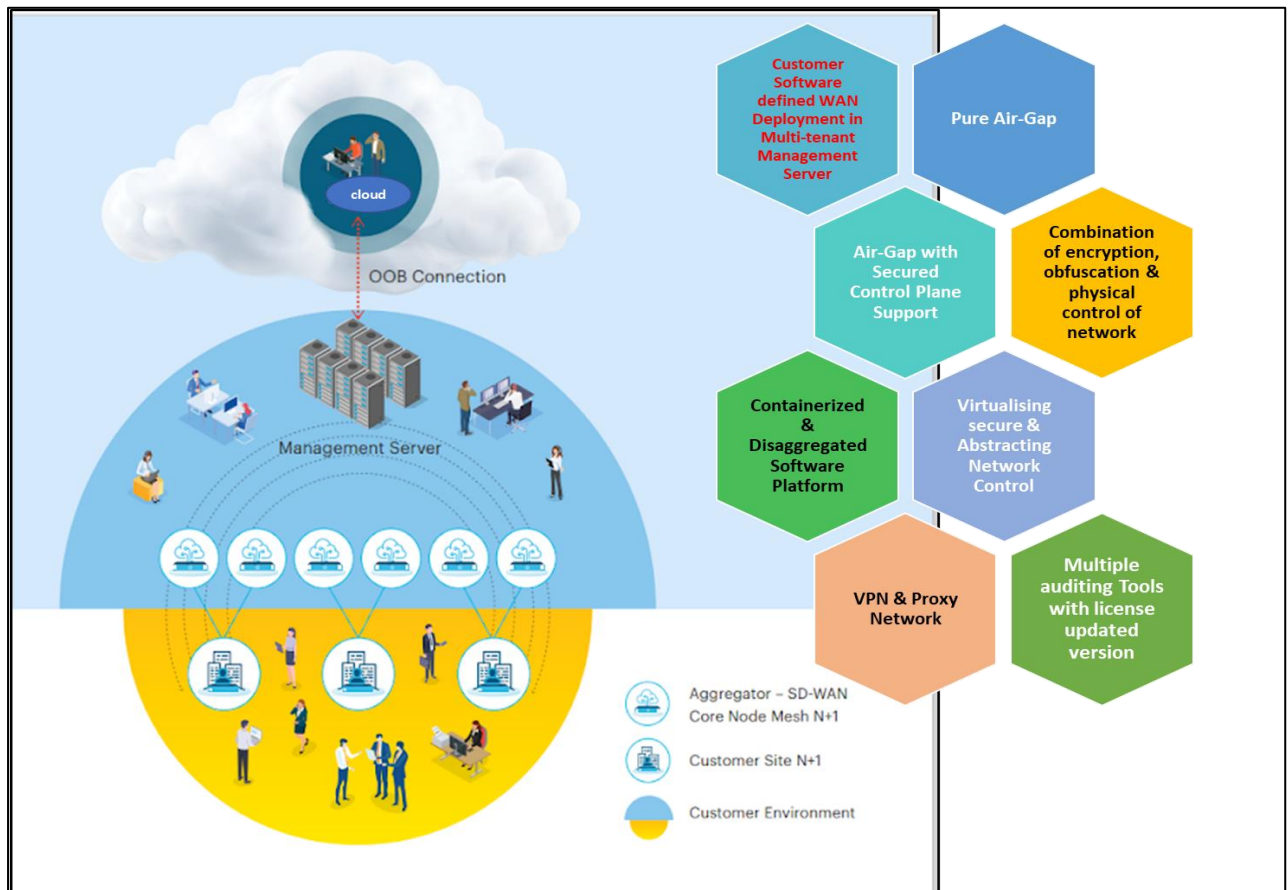 cloud
OOB Connection
Management Server
Aggregator – SD-WAN
Core Node Mesh N+1
Customer Site N+1
Customer Environment
Customer
Software
defined WAN
Deployment in
Multi-tenant
Management
Server
Pure Air-Gap
Air-Gap with
Secured
Control Plane
Support
Combination
of encryption,
obfuscation &
physical
control of
network
Containerized
&
Disaggregated
Software
Platform
Virtualising
secure &
Abstracting
Network
Control
VPN & Proxy
Network
Multiple
auditing Tools
with license
updated
version